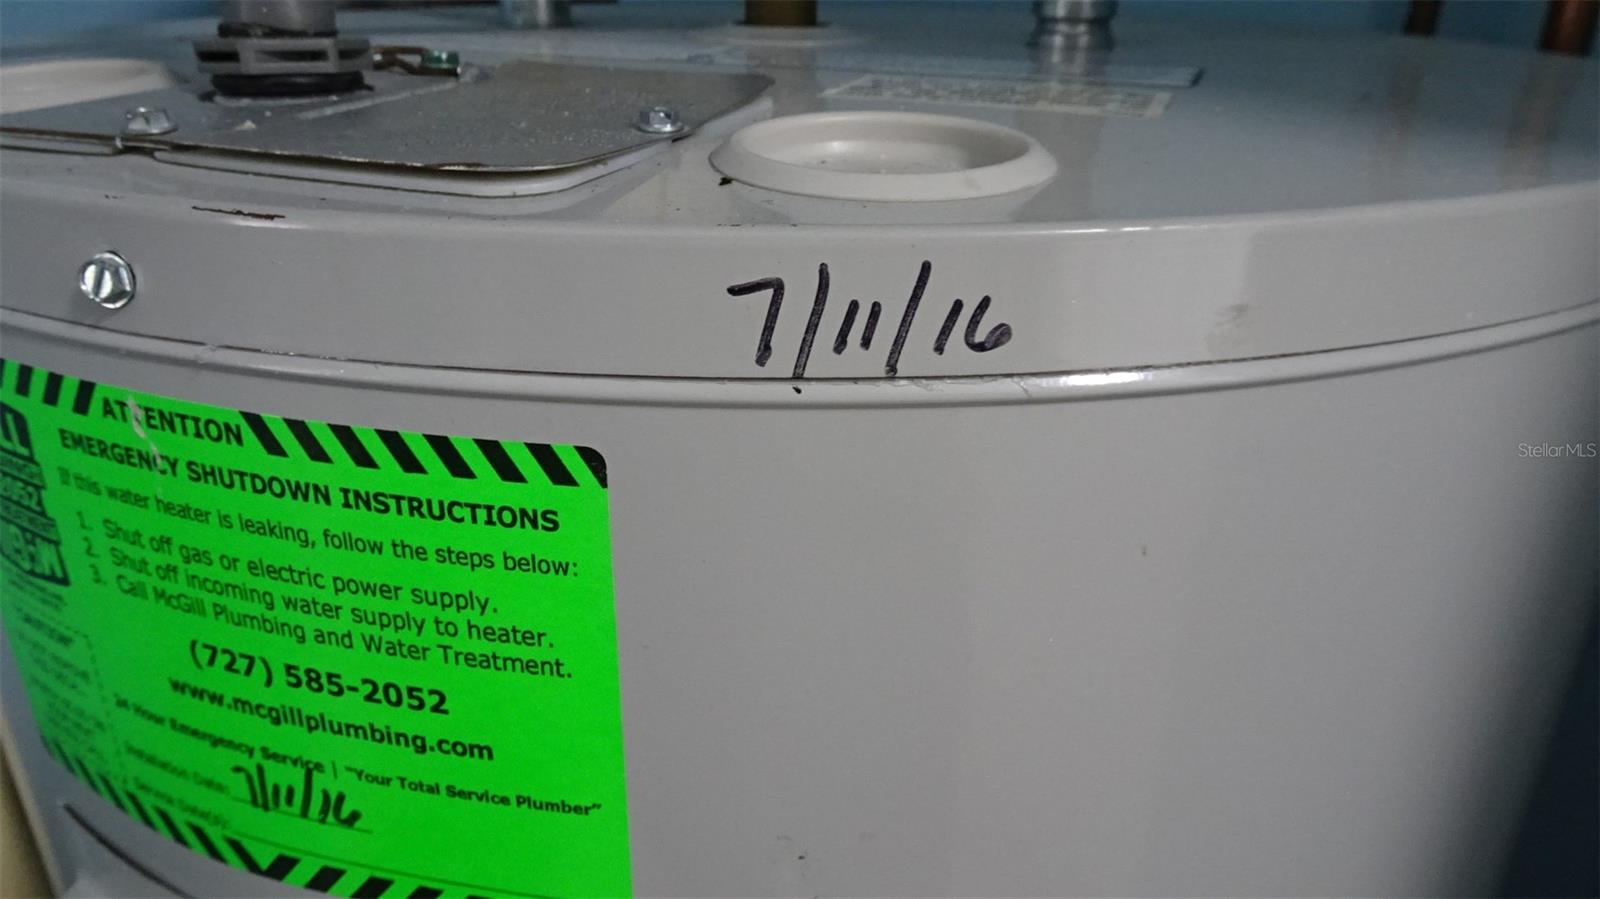 7/11/16
ATTENTION
EMERGENCY SHUTDOWN INSTRUCTIONS
If this water heater is leaking, follow the steps below:
1. Shut off gas or electric power supply.
2. Shut off incoming water supply to heater.
3. Call McGill Plumbing and Water Treatment.
(727) 585-2052
www.mcgillplumbing.com
24 Hour Emergency Service | "Your Total Service Plumber"
Installation Date: 7/11/16
Service Date(s):
StellarMLS